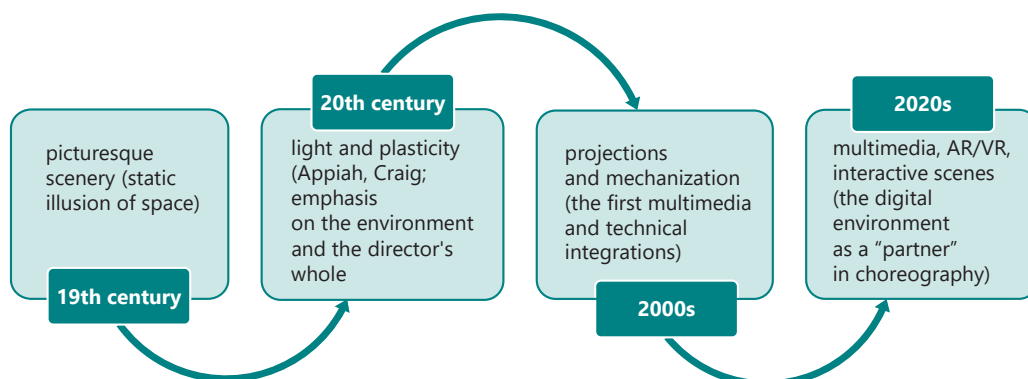 picturesque
scenery (static
illusion of space)
19th century
20th century
light and plasticity
(Appiah, Craig;
emphasis
on the environment
and the director's
whole
projections
and mechanization
(the first multimedia
and technical
integrations)
2000s
2020s
multimedia, AR/VR,
interactive scenes
(the digital
environment
as a “partner”
in choreography)